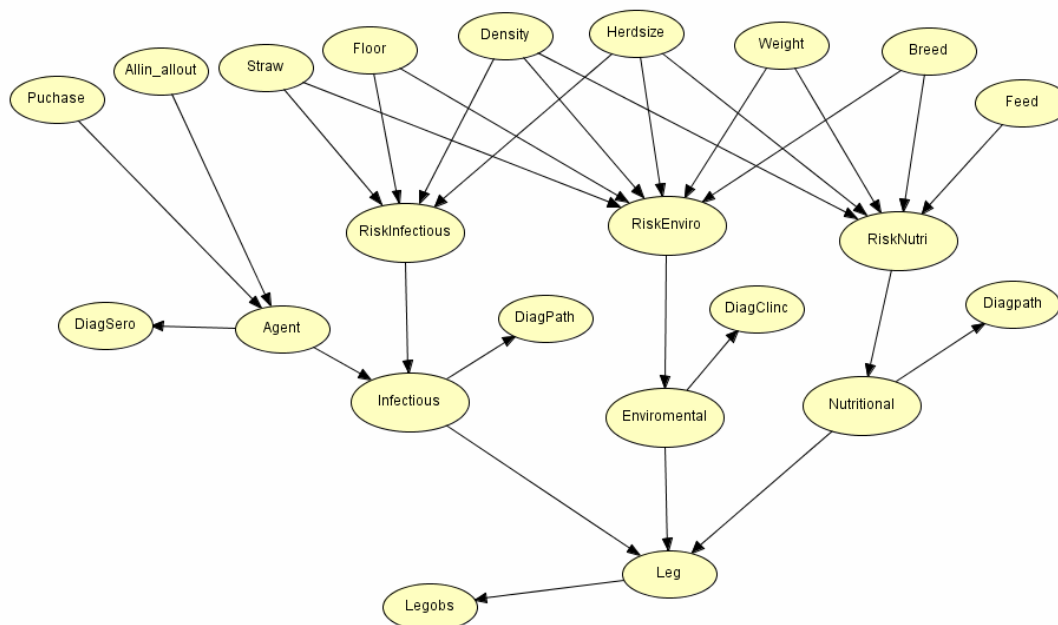 Puchase
Allin_allout
Straw
Floor
Density
Herdsize
Weight
Breed
Feed
RiskInfectious
RiskEnviro
RiskNutri
DiagSero
Agent
DiagPath
DiagClinc
Diagpath
Infectious
Enviromental
Nutritional
Leg
Legobs